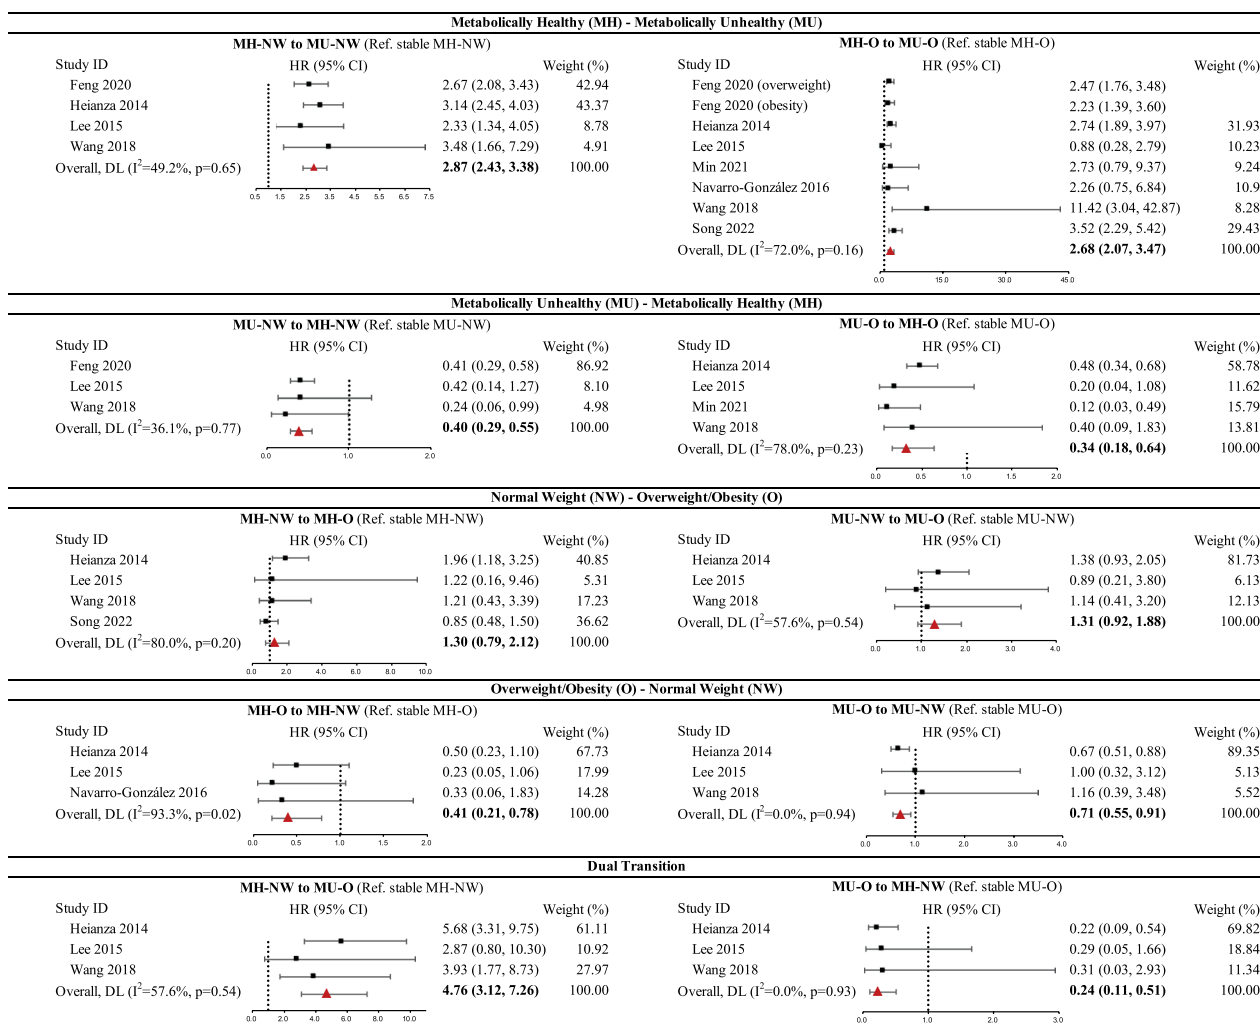 Metabolically Healthy (MH) - Metabolically Unhealthy (MU)
MH-NW to MU-NW (Ref. stable MH-NW)
Study ID HR (95% CI) Weight (%)
Feng 2020 2.67 (2.08, 3.43) 42.94
Heianza 2014 3.14 (2.45, 4.03) 43.37
Lee 2015 2.33 (1.34, 4.05) 8.78
Wang 2018 3.48 (1.66, 7.29) 4.91
Overall, DL (I²=49.2%, p=0.65) 2.87 (2.43, 3.38) 100.00
0.5 1.5 2.5 3.5 4.5 5.5 6.5 7.5
MH-O to MU-O (Ref. stable MH-O)
Study ID HR (95% CI) Weight (%)
Feng 2020 (overweight) 2.47 (1.76, 3.48)
Feng 2020 (obesity) 2.23 (1.39, 3.60)
Heianza 2014 2.74 (1.89, 3.97) 31.93
Lee 2015 0.88 (0.28, 2.79) 10.23
Min 2021 2.73 (0.79, 9.37) 9.24
Navarro-González 2016 2.26 (0.75, 6.84) 10.9
Wang 2018 11.42 (3.04, 42.87) 8.28
Song 2022 3.52 (2.29, 5.42) 29.43
Overall, DL (I²=72.0%, p=0.16) 2.68 (2.07, 3.47) 100.00
0.0 15.0 30.0 45.0
Metabolically Unhealthy (MU) - Metabolically Healthy (MH)
MU-NW to MH-NW (Ref. stable MU-NW)
Study ID HR (95% CI) Weight (%)
Feng 2020 0.41 (0.29, 0.58) 86.92
Lee 2015 0.42 (0.14, 1.27) 8.10
Wang 2018 0.24 (0.06, 0.99) 4.98
Overall, DL (I²=36.1%, p=0.77) 0.40 (0.29, 0.55) 100.00
0.0 1.0 2.0
MU-O to MH-O (Ref. stable MU-O)
Study ID HR (95% CI) Weight (%)
Heianza 2014 0.48 (0.34, 0.68) 58.78
Lee 2015 0.20 (0.04, 1.08) 11.62
Min 2021 0.12 (0.03, 0.49) 15.79
Wang 2018 0.40 (0.09, 1.83) 13.81
Overall, DL (I²=78.0%, p=0.23) 0.34 (0.18, 0.64) 100.00
0.0 0.5 1.0 1.5 2.0
Normal Weight (NW) - Overweight/Obesity (O)
MH-NW to MH-O (Ref. stable MH-NW)
Study ID HR (95% CI) Weight (%)
Heianza 2014 1.96 (1.18, 3.25) 40.85
Lee 2015 1.22 (0.16, 9.46) 5.31
Wang 2018 1.21 (0.43, 3.39) 17.23
Song 2022 0.85 (0.48, 1.50) 36.62
Overall, DL (I²=80.0%, p=0.20) 1.30 (0.79, 2.12) 100.00
0.0 2.0 4.0 6.0 8.0 10.0
MU-NW to MU-O (Ref. stable MU-NW)
Study ID HR (95% CI) Weight (%)
Heianza 2014 1.38 (0.93, 2.05) 81.73
Lee 2015 0.89 (0.21, 3.80) 6.13
Wang 2018 1.14 (0.41, 3.20) 12.13
Overall, DL (I²=57.6%, p=0.54) 1.31 (0.92, 1.88) 100.00
0.0 1.0 2.0 3.0 4.0
Overweight/Obesity (O) - Normal Weight (NW)
MH-O to MH-NW (Ref. stable MH-O)
Study ID HR (95% CI) Weight (%)
Heianza 2014 0.50 (0.23, 1.10) 67.73
Lee 2015 0.23 (0.05, 1.06) 17.99
Navarro-González 2016 0.33 (0.06, 1.83) 14.28
Overall, DL (I²=93.3%, p=0.02) 0.41 (0.21, 0.78) 100.00
0.0 1.0 2.0
MU-O to MU-NW (Ref. stable MU-O)
Study ID HR (95% CI) Weight (%)
Heianza 2014 0.67 (0.51, 0.88) 89.35
Lee 2015 1.00 (0.32, 3.12) 5.13
Wang 2018 1.16 (0.39, 3.48) 5.52
Overall, DL (I²=0.0%, p=0.94) 0.71 (0.55, 0.91) 100.00
0.0 1.0 2.0 3.0 4.0
Dual Transition
MH-NW to MU-O (Ref. stable MH-NW)
Study ID HR (95% CI) Weight (%)
Heianza 2014 5.68 (3.31, 9.75) 61.11
Lee 2015 2.87 (0.80, 10.30) 10.92
Wang 2018 3.93 (1.77, 8.73) 27.97
Overall, DL (I²=57.6%, p=0.54) 4.76 (3.12, 7.26) 100.00
0.0 2.0 4.0 6.0 8.0 10.0
MU-O to MH-NW (Ref. stable MU-O)
Study ID HR (95% CI) Weight (%)
Heianza 2014 0.22 (0.09, 0.54) 69.82
Lee 2015 0.29 (0.05, 1.66) 18.84
Wang 2018 0.31 (0.03, 2.93) 11.34
Overall, DL (I²=0.0%, p=0.93) 0.24 (0.11, 0.51) 100.00
0.0 1.0 2.0 3.0